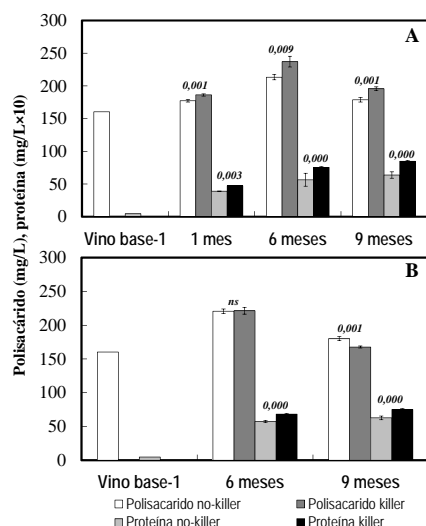 Polisacárido (mg/L), proteína (mg/L×10)
A
300
250
200
150
100
50
0
0,001
0,003
0,009
0,000
0,001
0,000
Vino base-1 1 mes 6 meses 9 meses
B
300
250
200
150
100
50
0
ns
0,000
0,001
0,000
Vino base-1 6 meses 9 meses
Polisacarido no-killer Polisacarido killer
Proteína no-killer Proteína killer